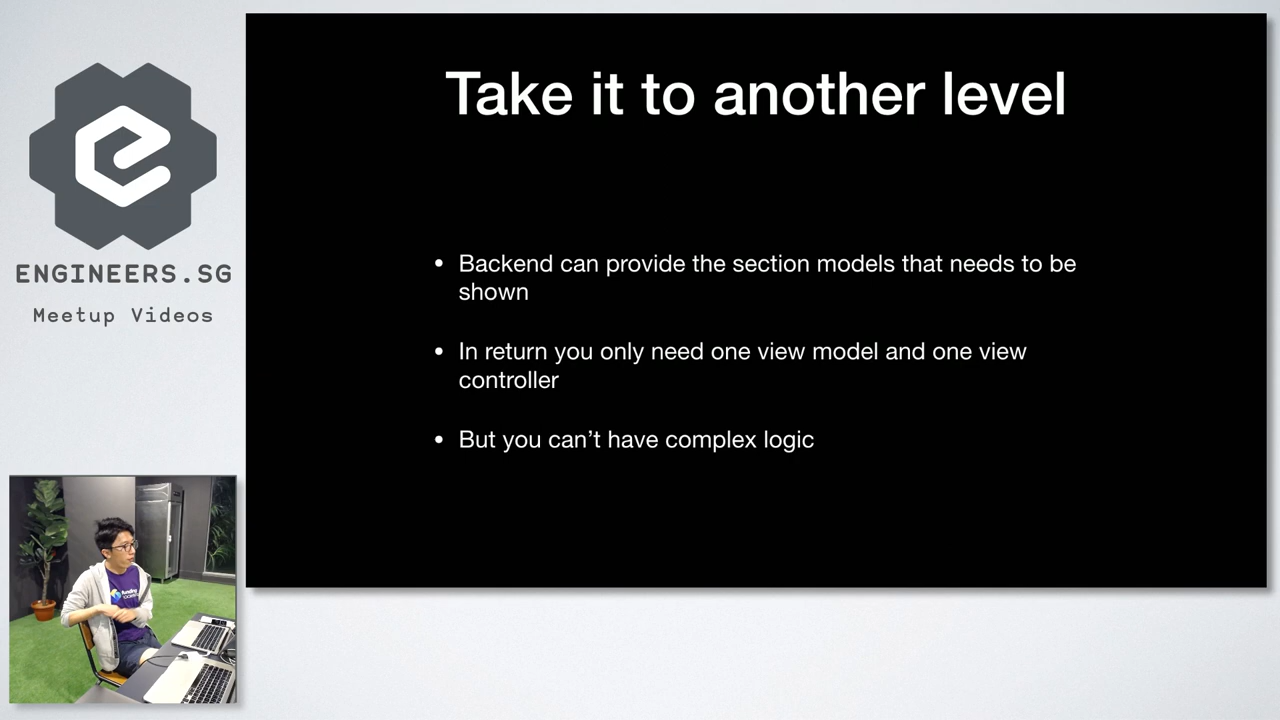 ENGINEERS.SG
Meetup Videos
Take it to another level
• Backend can provide the section models that needs to be
shown
• In return you only need one view model and one view
controller
• But you can’t have complex logic
funding